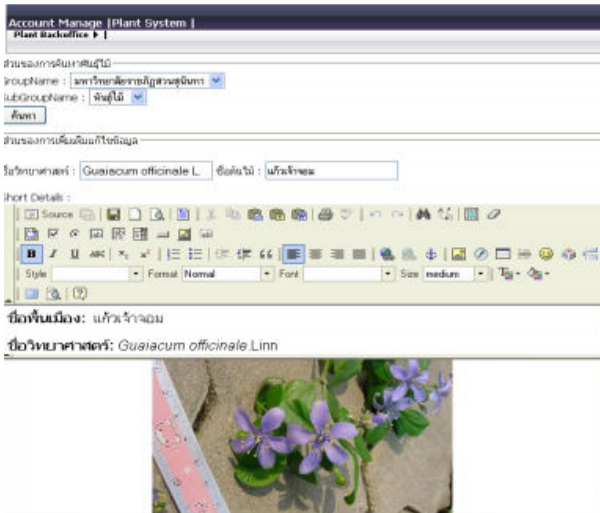 Account Manage |Plant System |
Plant Backoffice |
ส่วนของการค้นหาพันธุ์ไม้
GroupName : มหาวิทยาลัยราชภัฏสวนสุนันทา
SubGroupName : พันธุ์ไม้
ค้นหา
ส่วนของการเพิ่มเติมแก้ไขข้อมูล
ชื่อวิทยาศาสตร์ : Guaiacum officinale L. ชื่อต้นไม้ : แก้วเจ้าจอม
Short Details :
Source
B I U ABC
Style Format Normal Font Size medium
ชื่อพื้นเมือง: แก้วเจ้าจอม
ชื่อวิทยาศาสตร์: Guaiacum officinale Linn